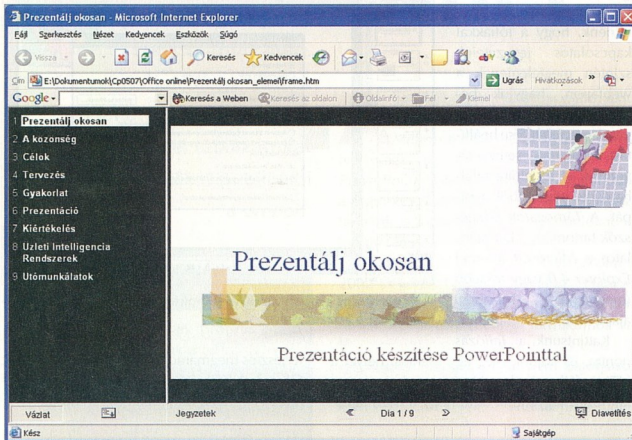 Prezentálj okosan - Microsoft Internet Explorer
Fájl Szerkesztés Nézet Kedvencek Eszközök Súgó
Vissza Keresés Kedvencek
Cím E:\Dokumentumok\Cp0507\Office online\Prezentálj okosan_elemei\frame.htm Ugrás Hivatkozások »
Google Keresés a Weben Keresés az oldalon Oldalinfó Fel Kiemel
1 Prezentálj okosan
2 A kozonség
3 Célok
4 Tervezés
5 Gyakorlat
6 Prezentáció
7 Kiértékelés
8 Uzleti Intelligencia
Rendszerek
9 Utómunkálatok
Prezentálj okosan
Prezentáció készítése PowerPointtal
Vázlat Jegyzetek Dia 1 / 9 Diavetítés
Kész Sajátgép